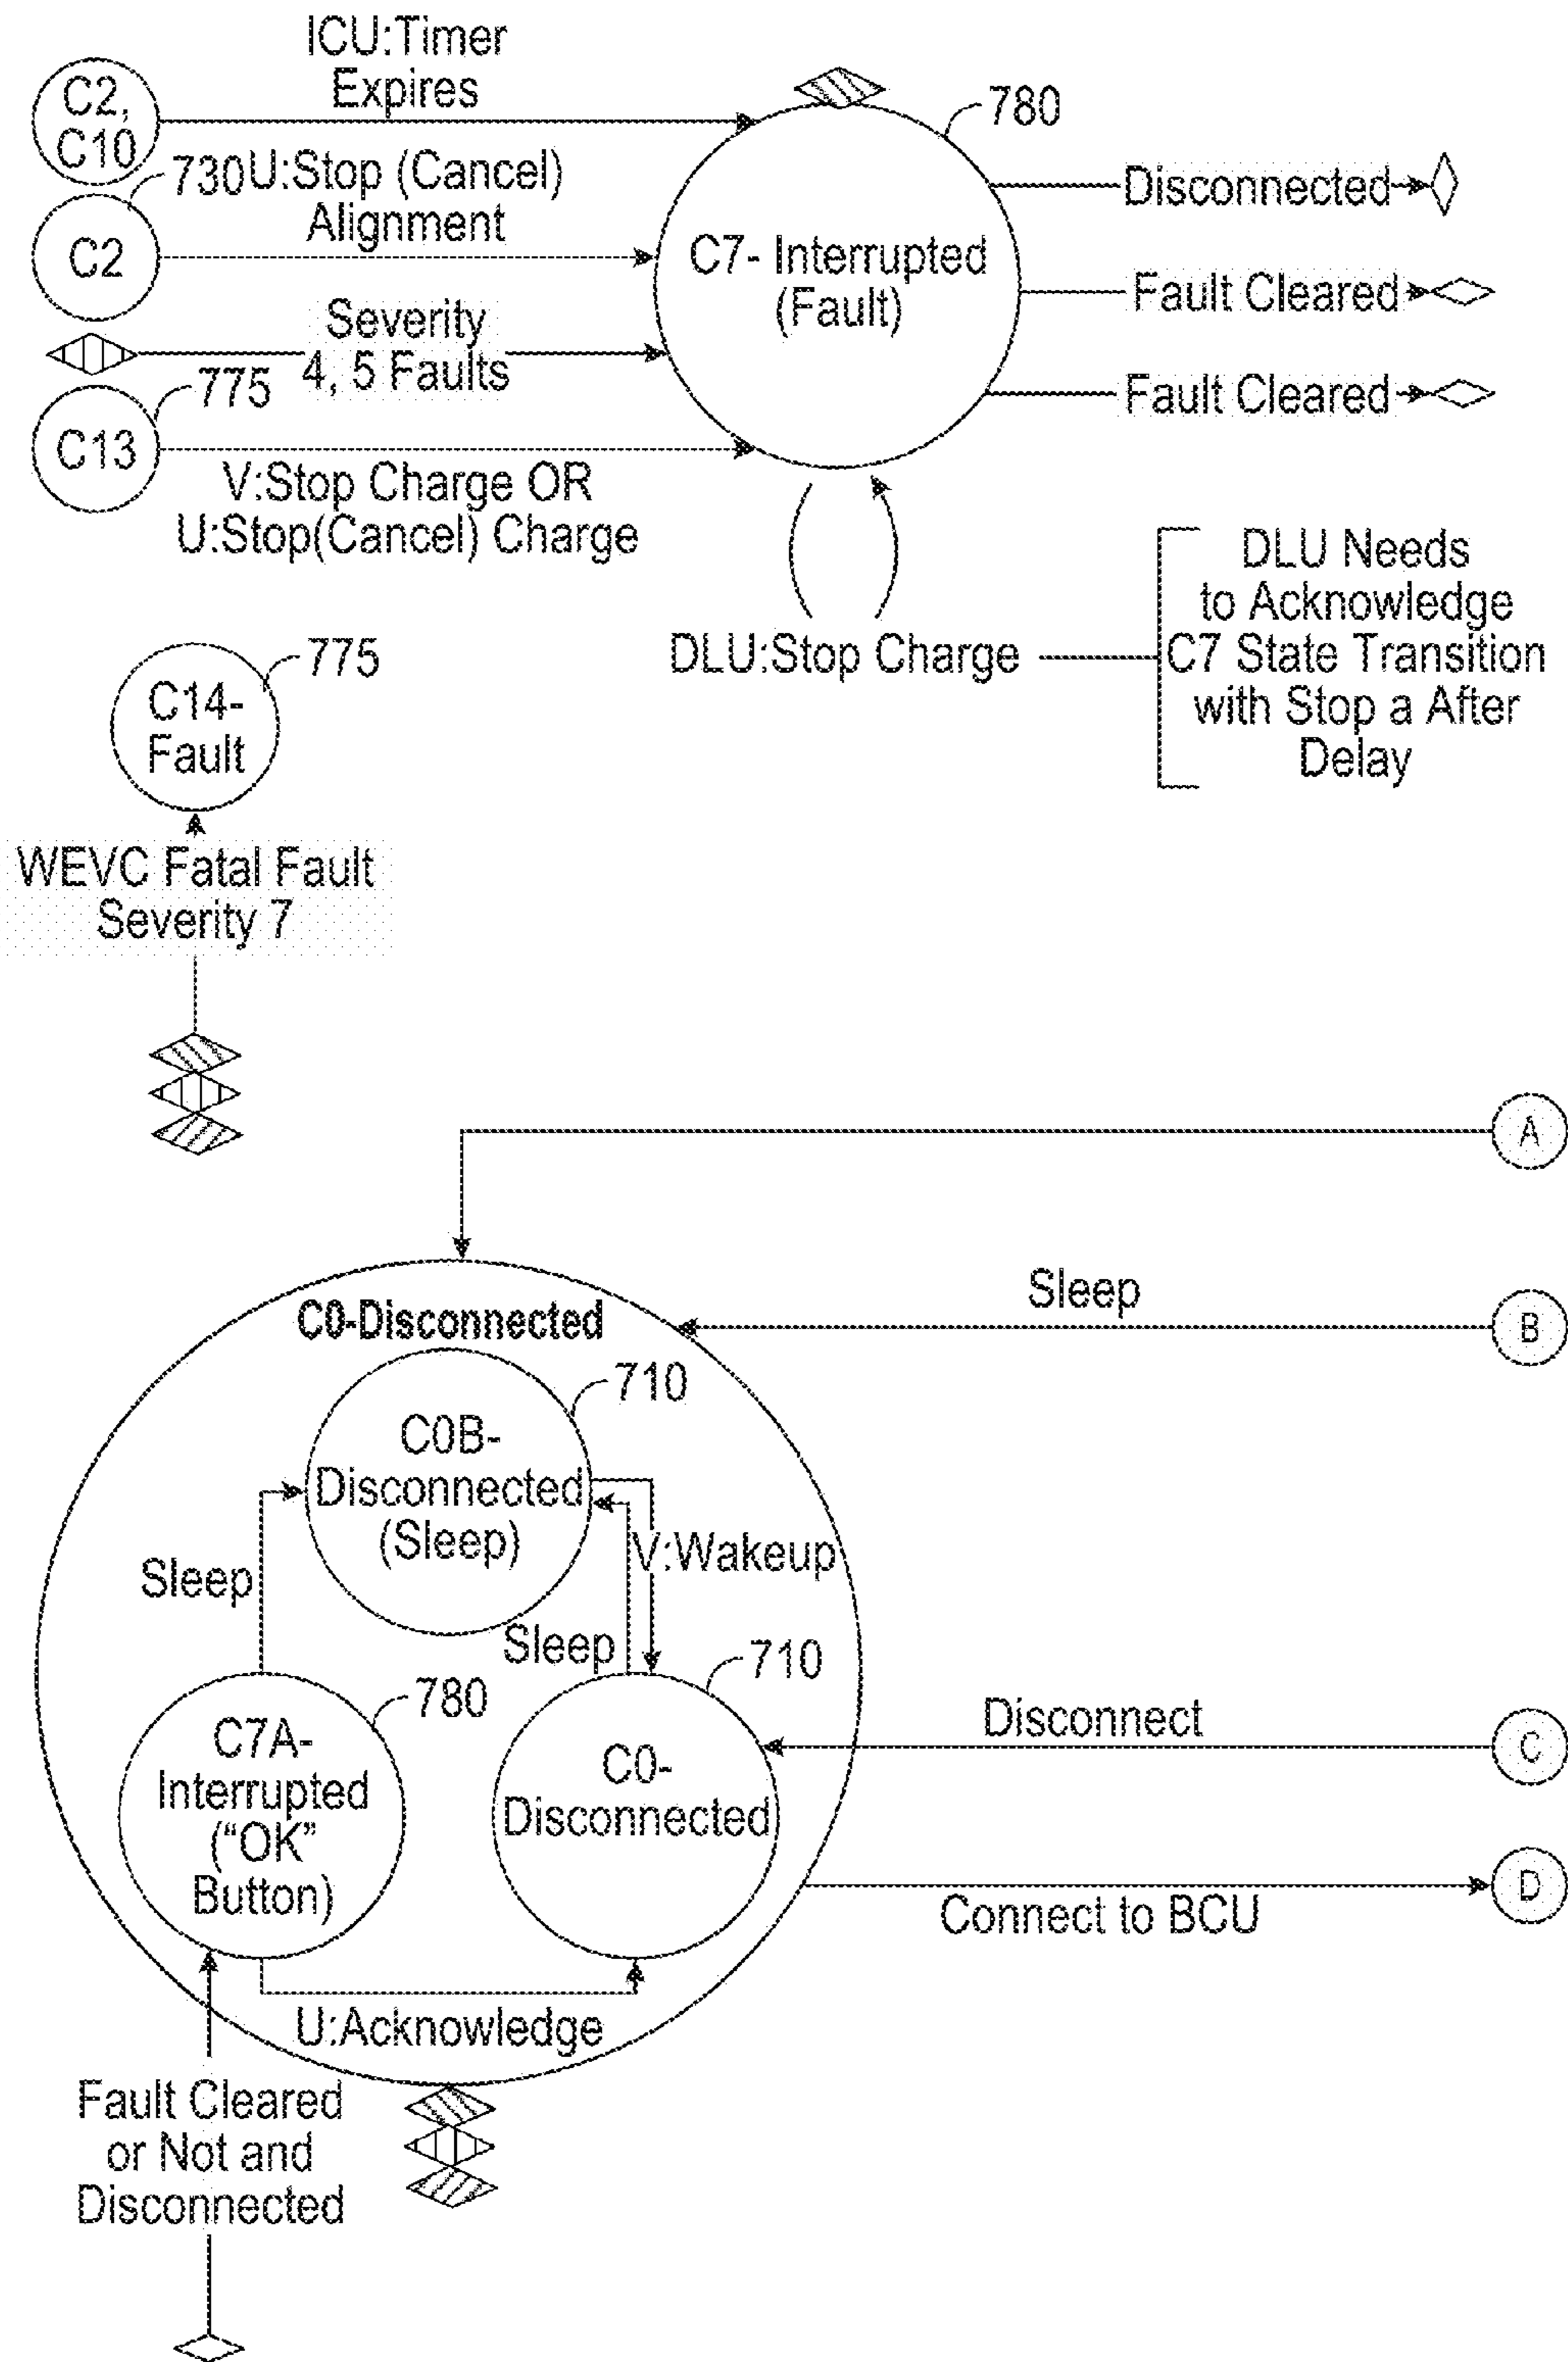 ICU:Timer
Expires
C2,
C10
780
730
U:Stop (Cancel)
Alignment
Disconnected
C2
C7- Interrupted
(Fault)
Fault Cleared
Severity
4, 5 Faults
775
Fault Cleared
C13
V:Stop Charge OR
U:Stop(Cancel) Charge
DLU:Stop Charge
DLU Needs
to Acknowledge
C7 State Transition
with Stop a After
Delay
775
C14-
Fault
WEVC Fatal Fault
Severity 7
A
Sleep
B
C0-Disconnected
710
C0B-
Disconnected
(Sleep)
V:Wakeup
Sleep
Sleep
710
780
Disconnect
C
C7A-
Interrupted
("OK"
Button)
C0-
Disconnected
D
Connect to BCU
U:Acknowledge
Fault Cleared
or Not and
Disconnected